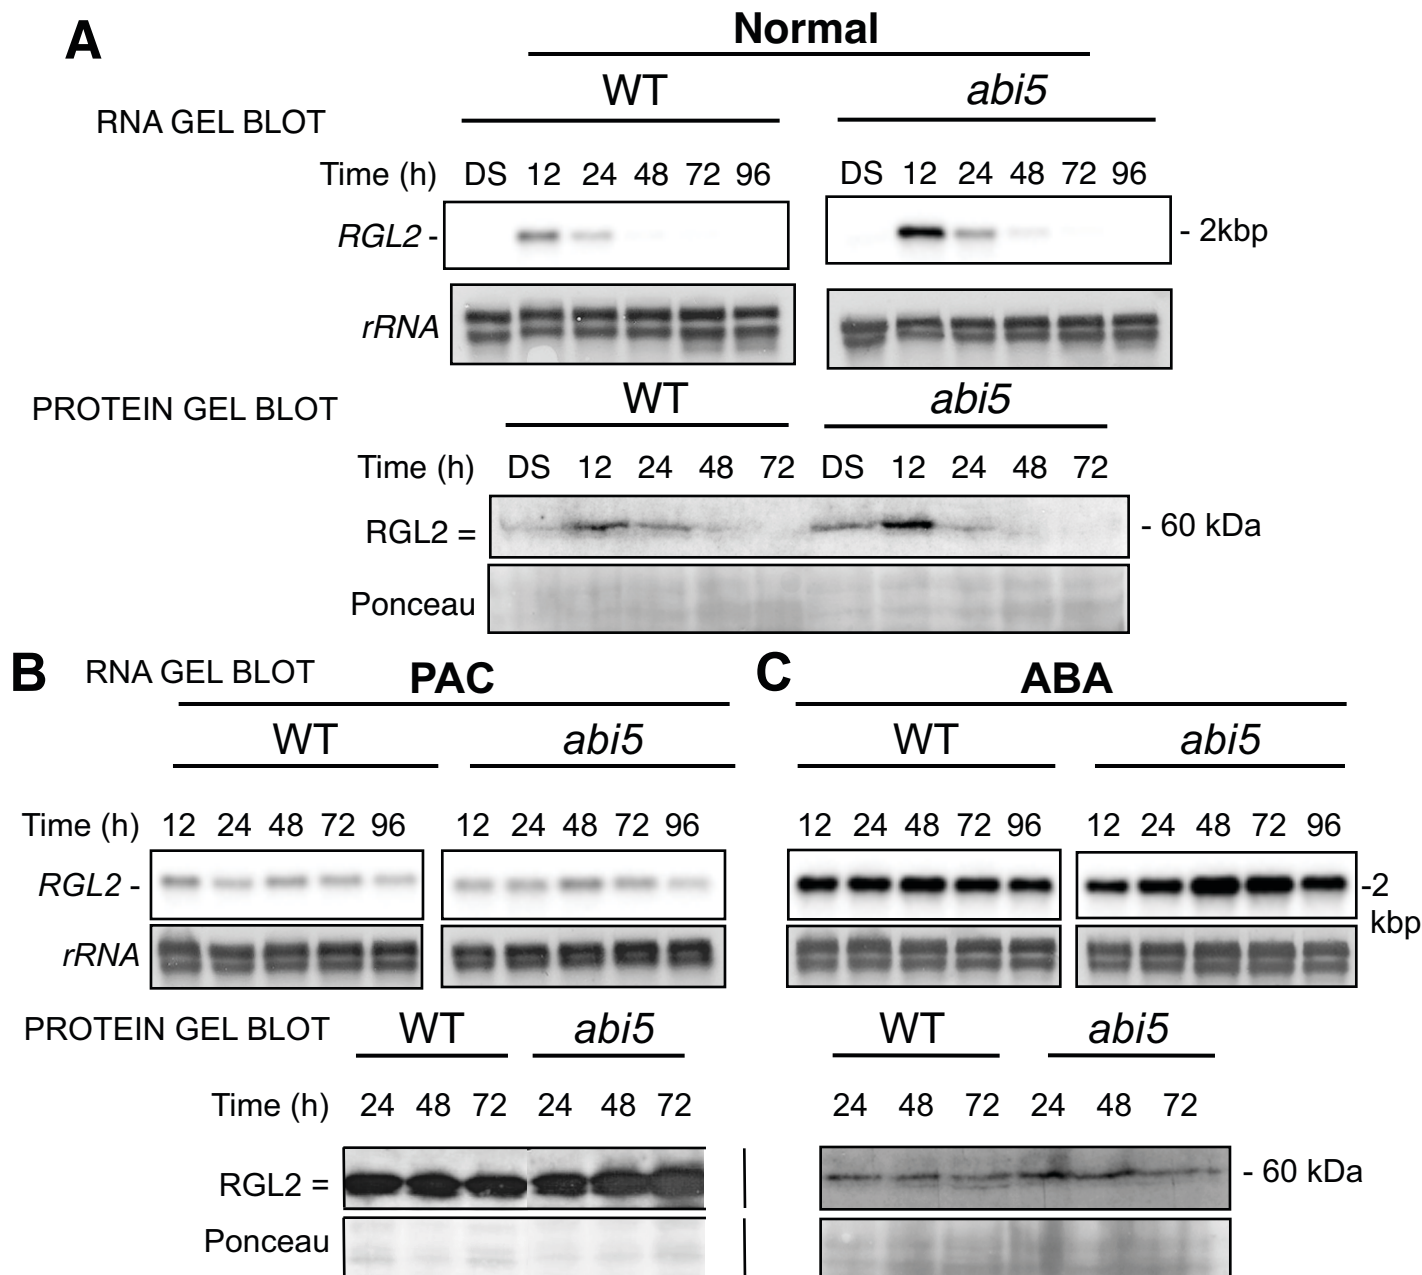 A
Normal
WT abi5
RNA GEL BLOT
Time (h) DS 12 24 48 72 96 DS 12 24 48 72 96
RGL2 - - 2kbp
rRNA
WT abi5
PROTEIN GEL BLOT
Time (h) DS 12 24 48 72 DS 12 24 48 72
RGL2 = - 60 kDa
Ponceau
B RNA GEL BLOT PAC C ABA
WT abi5 WT abi5
Time (h) 12 24 48 72 96 12 24 48 72 96 12 24 48 72 96 12 24 48 72 96
RGL2 - -2
kbp
rRNA
PROTEIN GEL BLOT WT abi5 WT abi5
Time (h) 24 48 72 24 48 72 24 48 72 24 48 72
RGL2 = - 60 kDa
Ponceau